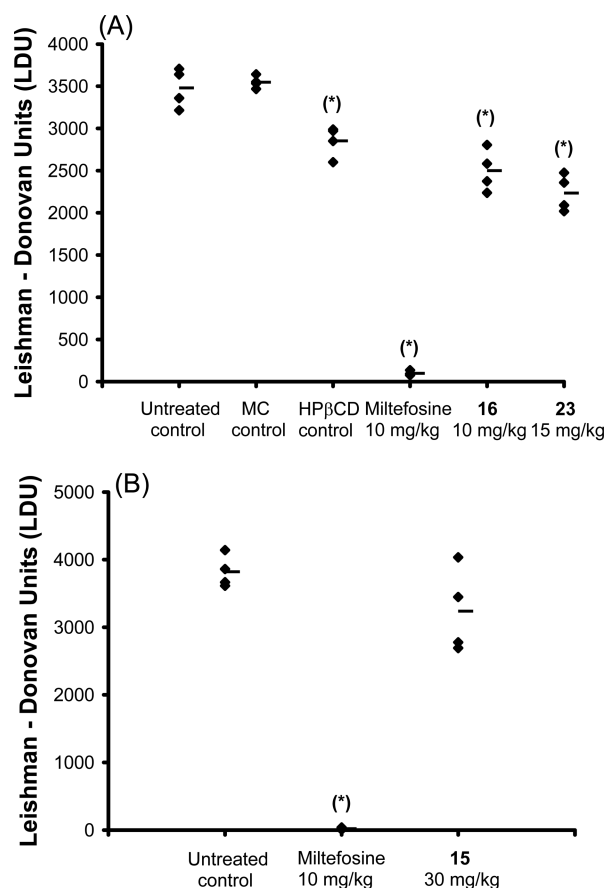 (A)
Leishman - Donovan Units (LDU)
4000
3500
3000
2500
2000
1500
1000
500
0
(*)
(*)
(*)
(*)
Untreated MC HPβCD Miltefosine 16 23
control control control 10 mg/kg 10 mg/kg 15 mg/kg
(B)
Leishman - Donovan Units (LDU)
5000
4000
3000
2000
1000
0
(*)
Untreated Miltefosine 15
control 10 mg/kg 30 mg/kg